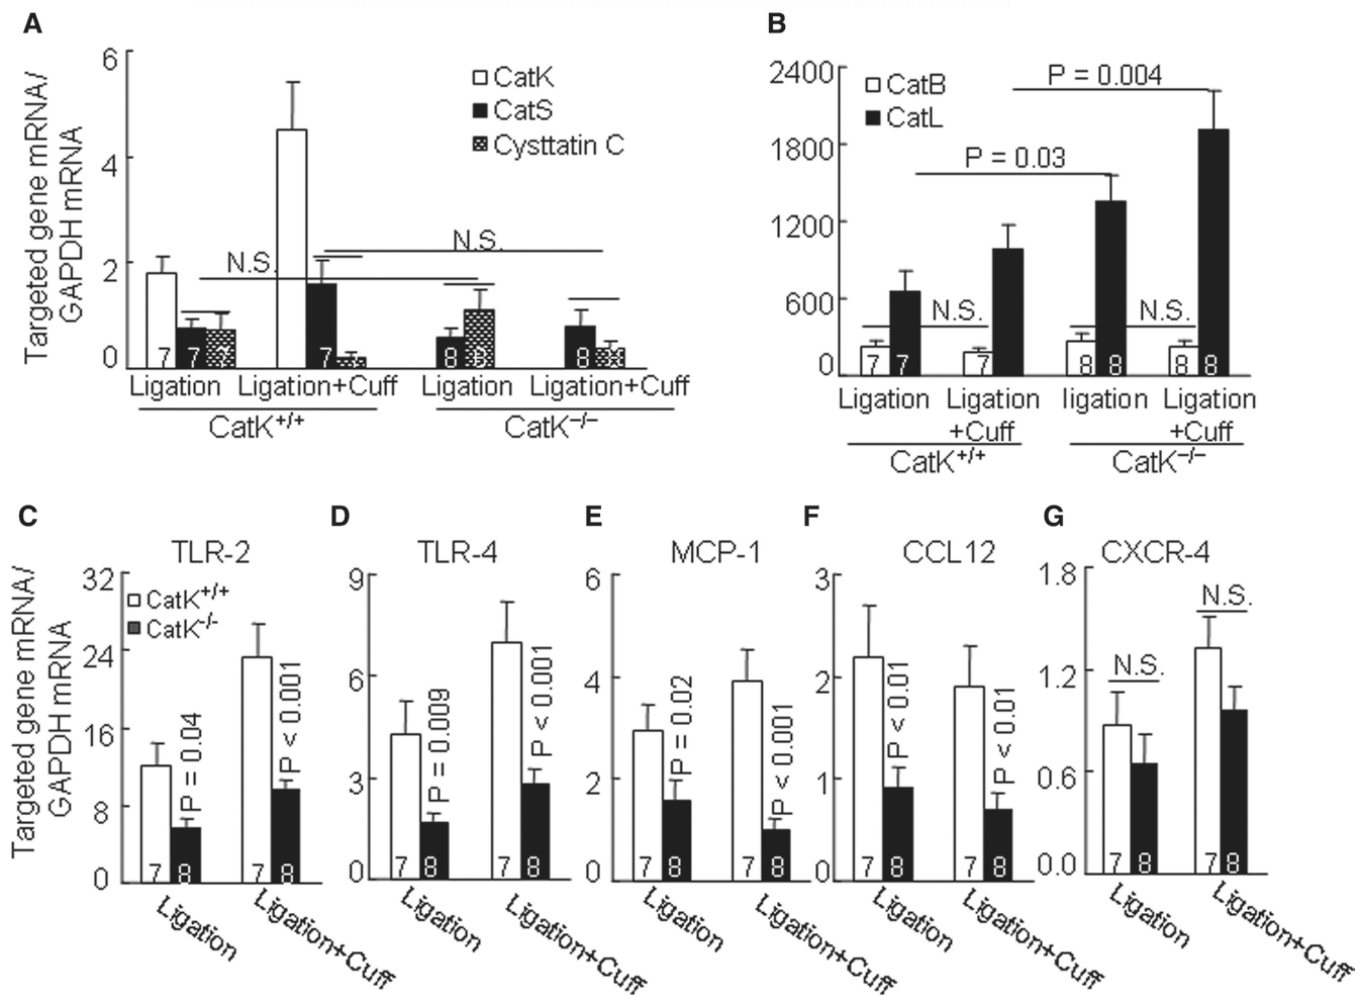 A
Targeted gene mRNA/
GAPDH mRNA
6
4
2
0
CatK
CatS
Cysttatin C
N.S.
N.S.
7
7
7
7
8
8
8
Ligation
Ligation+Cuff
Ligation
Ligation+Cuff
CatK+/+
CatK–/–
B
2400
1800
1200
600
0
CatB
CatL
P = 0.004
P = 0.03
N.S.
N.S.
7
7
7
8
8
8
8
Ligation
Ligation
+Cuff
ligation
Ligation
+Cuff
CatK+/+
CatK–/–
C
TLR-2
Targeted gene mRNA/
GAPDH mRNA
32
24
16
8
0
CatK+/+
CatK-/-
P = 0.04
P < 0.001
7
8
7
8
Ligation
Ligation+Cuff
D
TLR-4
9
6
3
0
P = 0.009
P < 0.001
7
8
7
8
Ligation
Ligation+Cuff
E
MCP-1
6
4
2
0
P = 0.02
P < 0.001
7
8
7
8
Ligation
Ligation+Cuff
F
CCL12
3
2
1
0
P < 0.01
P < 0.01
7
8
7
8
Ligation
Ligation+Cuff
G
CXCR-4
1.8
1.2
0.6
0.0
N.S.
N.S.
7
8
7
8
Ligation
Ligation+Cuff